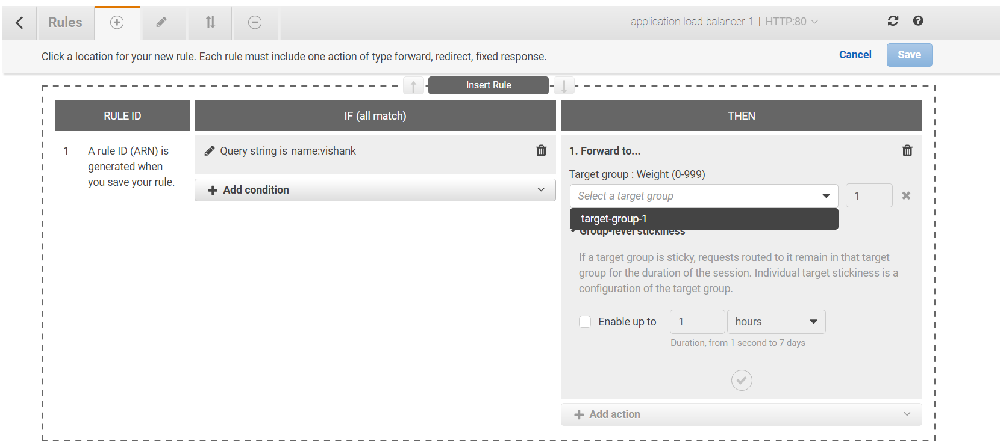 Rules
application-load-balancer-1 | HTTP:80
Click a location for your new rule. Each rule must include one action of type forward, redirect, fixed response.
Cancel
Save
Insert Rule
RULE ID
IF (all match)
THEN
1
A rule ID (ARN) is
generated when
you save your rule.
Query string is name:vishank
Add condition
1. Forward to...
Target group : Weight (0-999)
Select a target group
1
target-group-1
Group-level stickiness
If a target group is sticky, requests routed to it remain in that target
group for the duration of the session. Individual target stickiness is a
configuration of the target group.
Enable up to
1
hours
Duration, from 1 second to 7 days
Add action